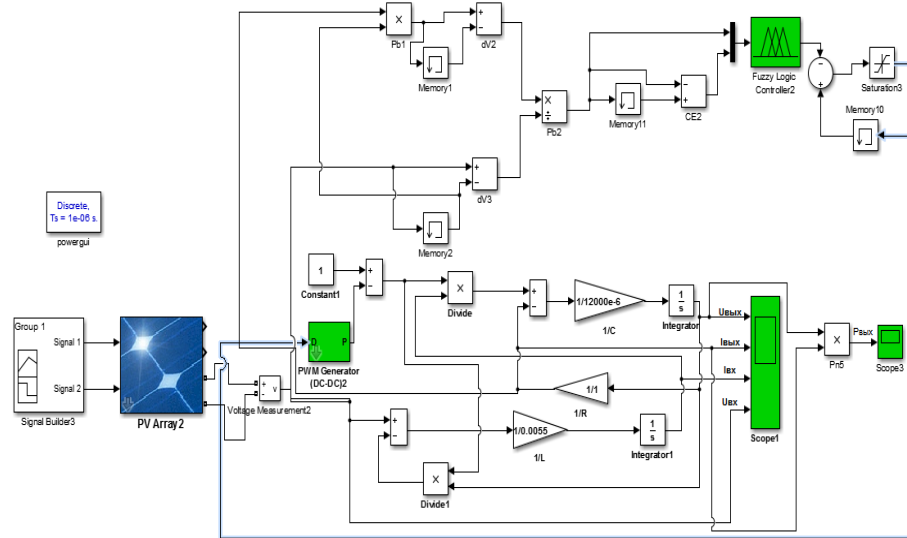 Pb1
Memory1
dV2
Pb2
Memory11
CE2
Fuzzy Logic
Controller2
Saturation3
Memory10
dV3
Memory2
Discrete,
Ts = 1e-06 s.
powergui
1
Constant1
Divide
1/12000e-6
1/C
1
s
Integrator
Uвых
Iвых
Iвх
Uвх
Scope1
Pвых
Pn5
Scope3
Group 1
Signal 1
Signal 2
Signal Builder3
PV Array2
D
P
PWM Generator
(DC-DC)2
v
Voltage Measurement2
1/1
1/R
1/0.0055
1/L
1
s
Integrator1
Divide1